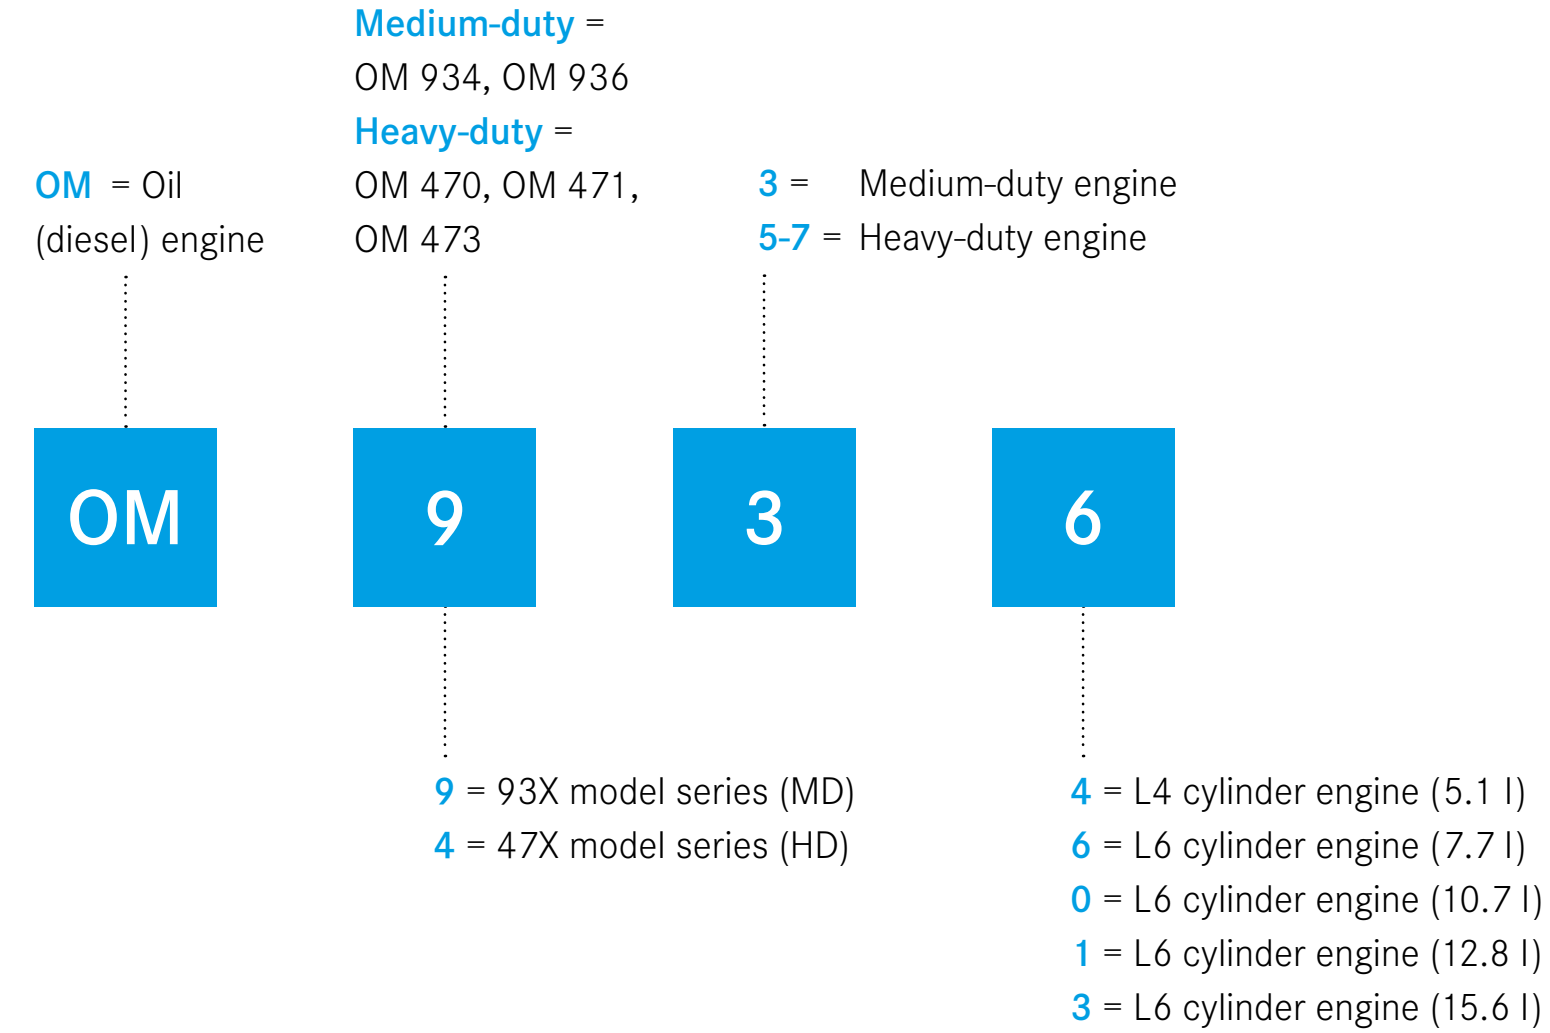 Medium-duty =
OM 934, OM 936
Heavy-duty =
OM 470, OM 471,
OM 473
OM = Oil
(diesel) engine
3 = Medium-duty engine
5-7 = Heavy-duty engine
OM
9
3
6
9 = 93X model series (MD)
4 = 47X model series (HD)
4 = L4 cylinder engine (5.1 l)
6 = L6 cylinder engine (7.7 l)
0 = L6 cylinder engine (10.7 l)
1 = L6 cylinder engine (12.8 l)
3 = L6 cylinder engine (15.6 l)